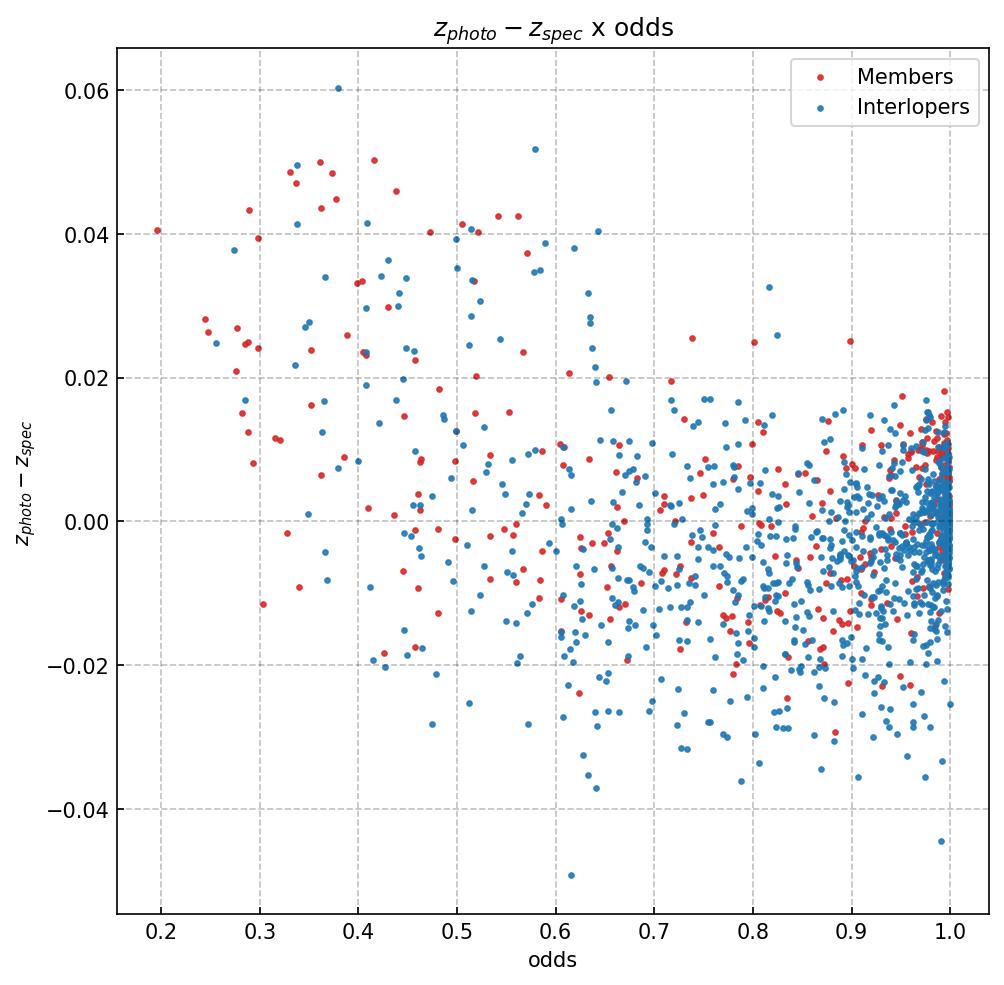 z_photo − z_spec x odds
Members
Interlopers
z_photo − z_spec
0.06
0.04
0.02
0.00
−0.02
−0.04
0.2 0.3 0.4 0.5 0.6 0.7 0.8 0.9 1.0
odds